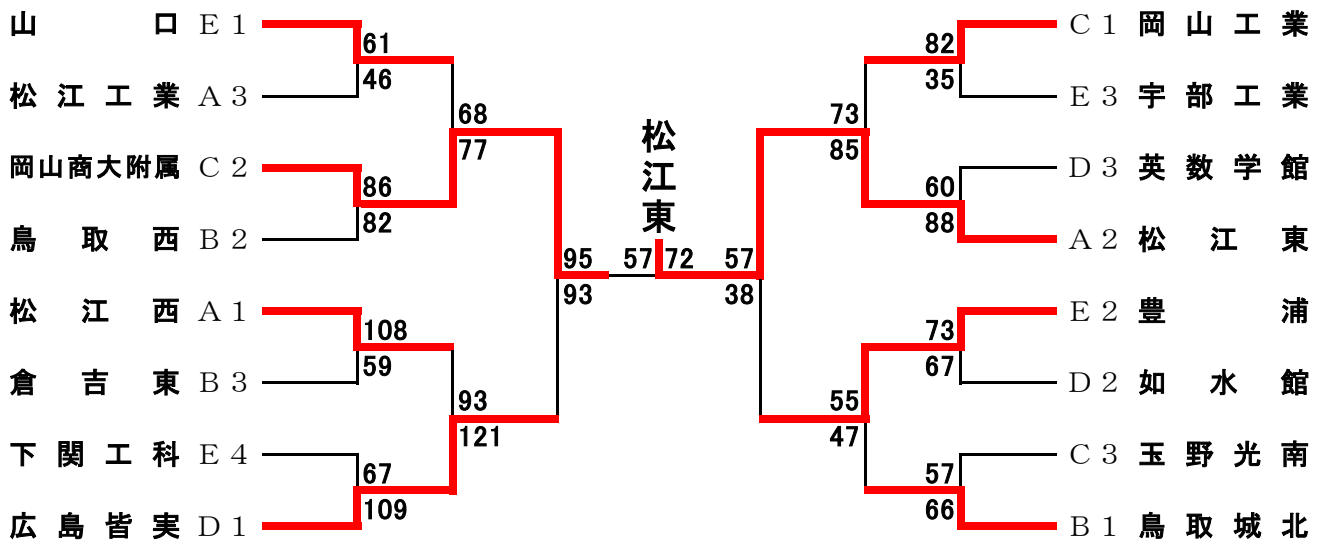 山口 E1
61
46
松江工業 A3
68
77
岡山商大附属 C2
86
82
鳥取西 B2
95
93
松江西 A1
108
59
倉吉東 B3
93
121
下関工科 E4
67
109
広島皆実 D1
松江東
57 72
C1 岡山工業
82
35
E3 宇部工業
73
85
D3 英数学館
60
88
A2 松江東
57
38
E2 豊浦
73
67
D2 如水館
55
47
C3 玉野光南
57
66
B1 鳥取城北